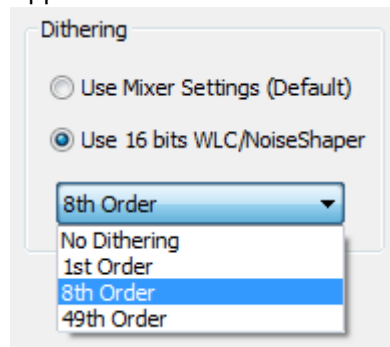 Dithering
Use Mixer Settings (Default)
Use 16 bits WLC/NoiseShaper
8th Order
No Dithering
1st Order
8th Order
49th Order